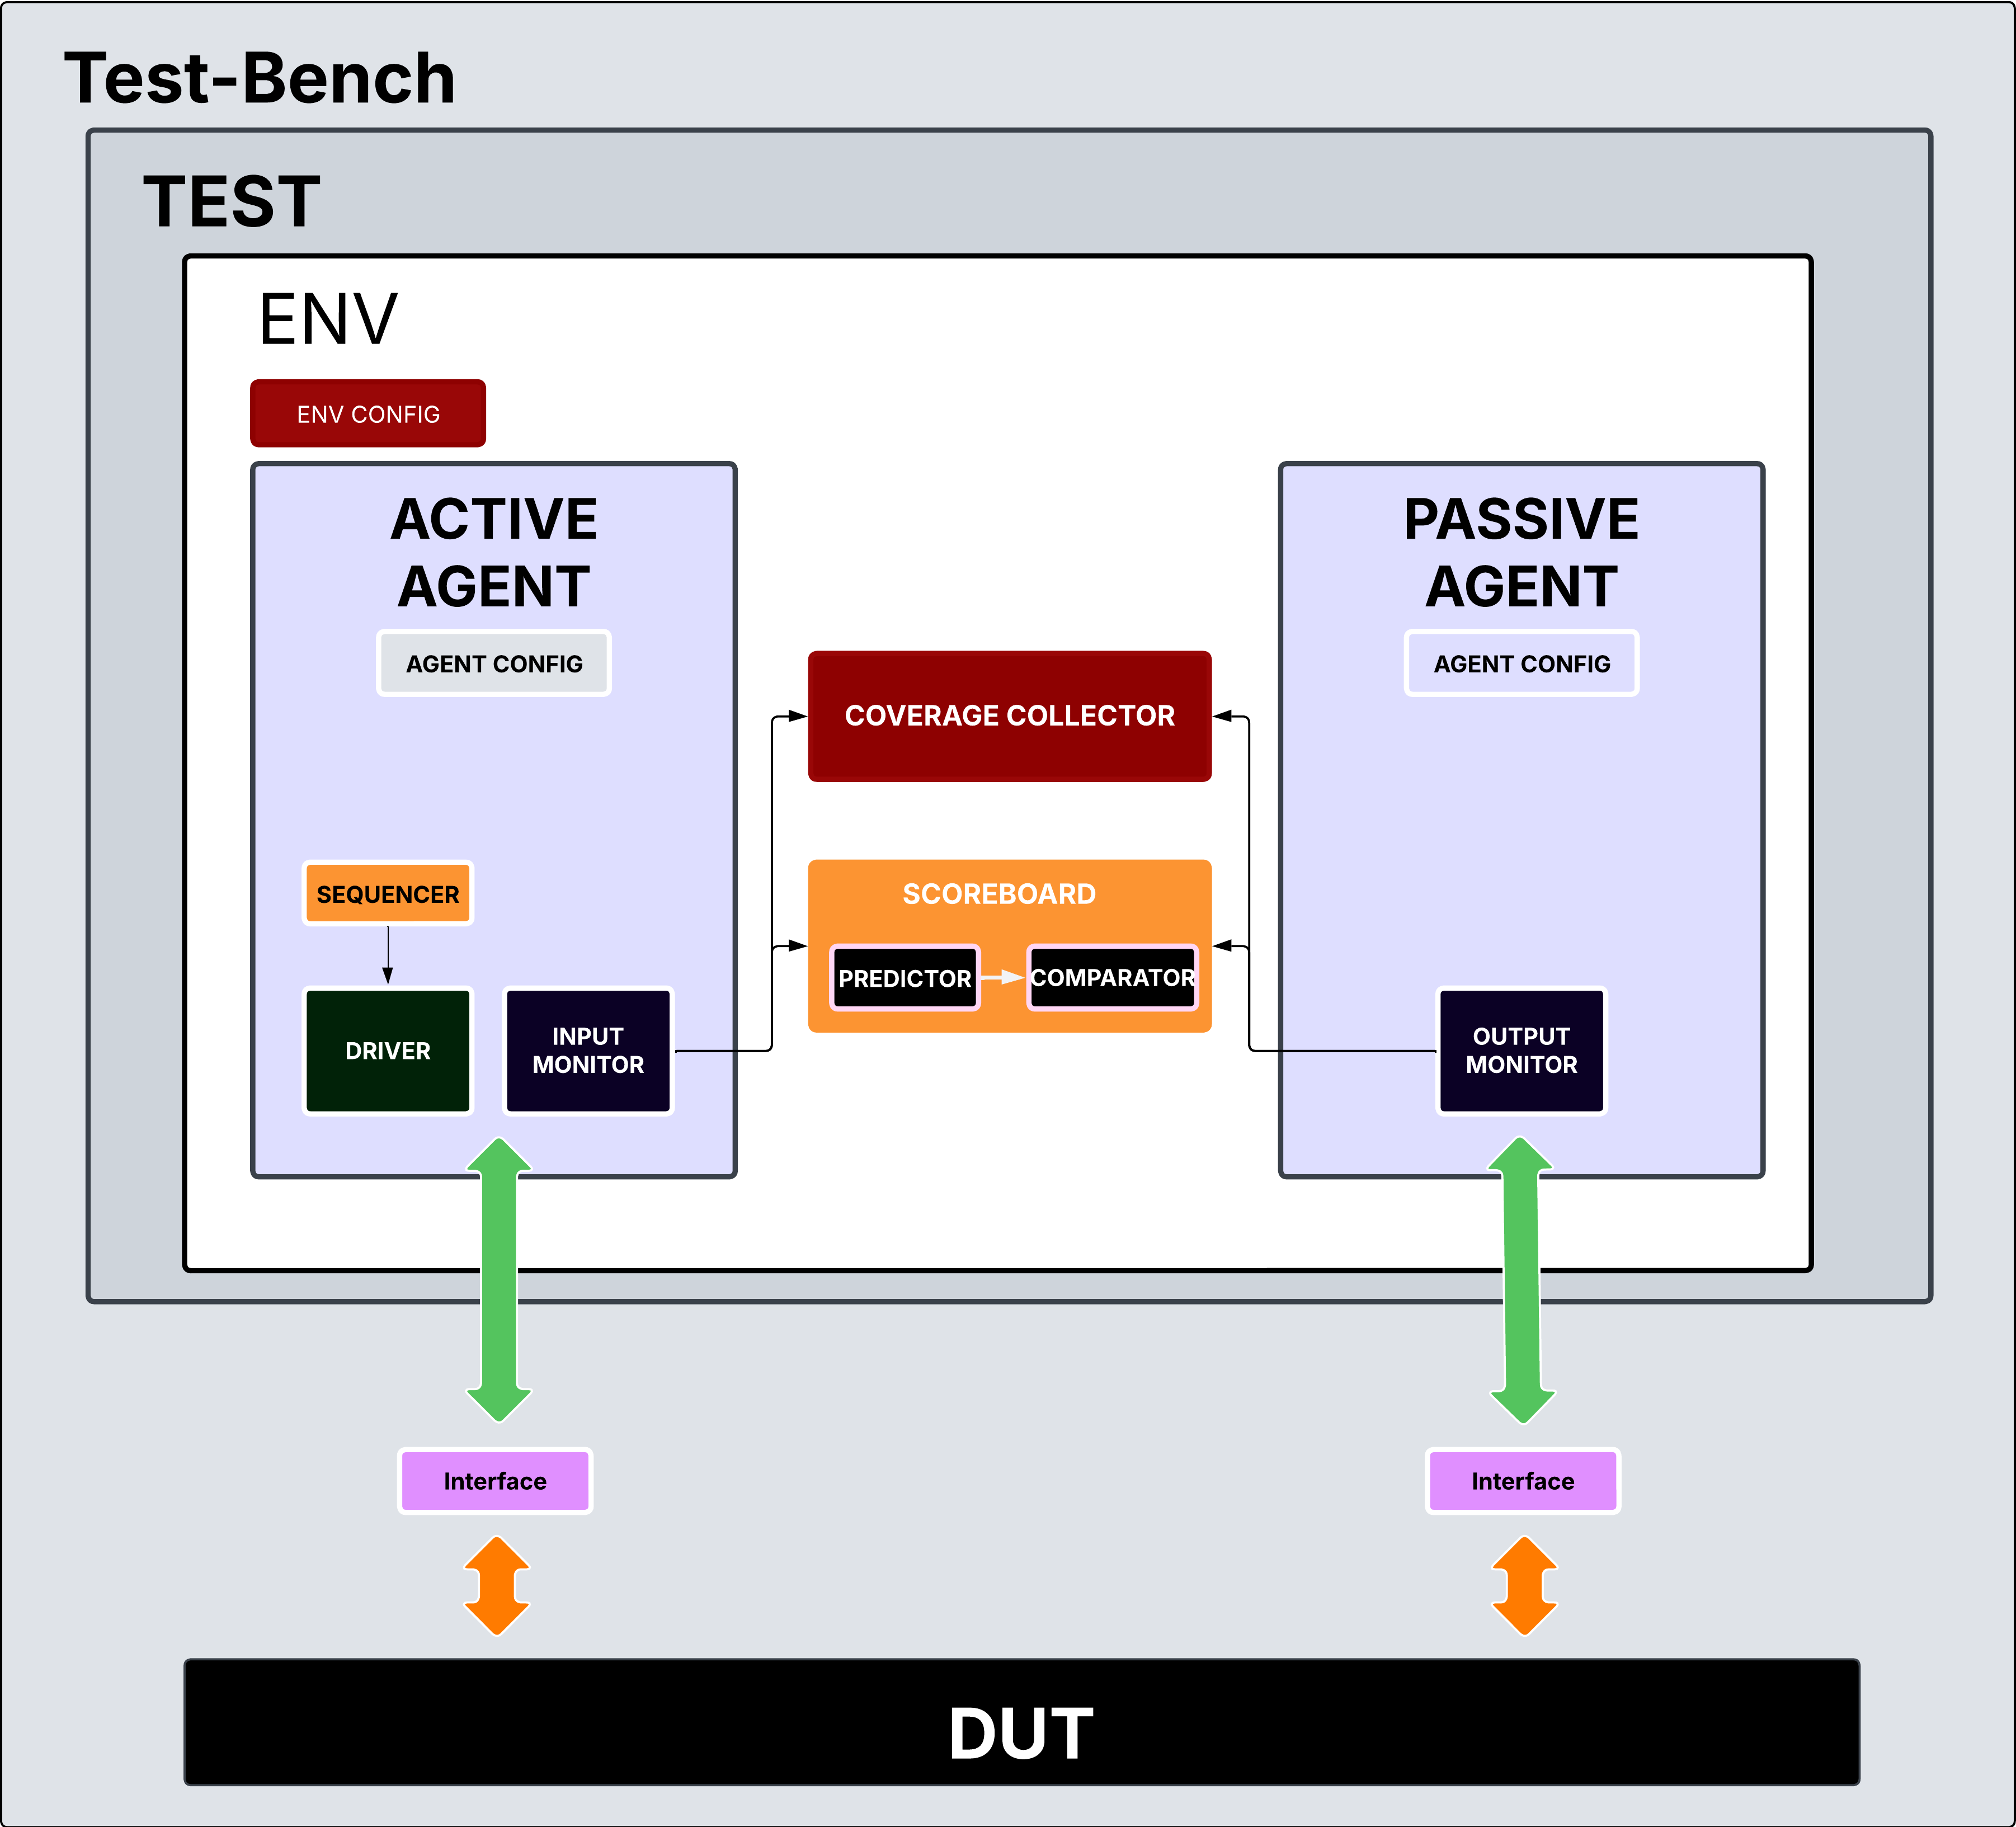 Test-Bench
TEST
ENV
ENV CONFIG
ACTIVE
AGENT
AGENT CONFIG
SEQUENCER
DRIVER
INPUT
MONITOR
COVERAGE COLLECTOR
SCOREBOARD
PREDICTOR
COMPARATOR
PASSIVE
AGENT
AGENT CONFIG
OUTPUT
MONITOR
Interface
Interface
DUT